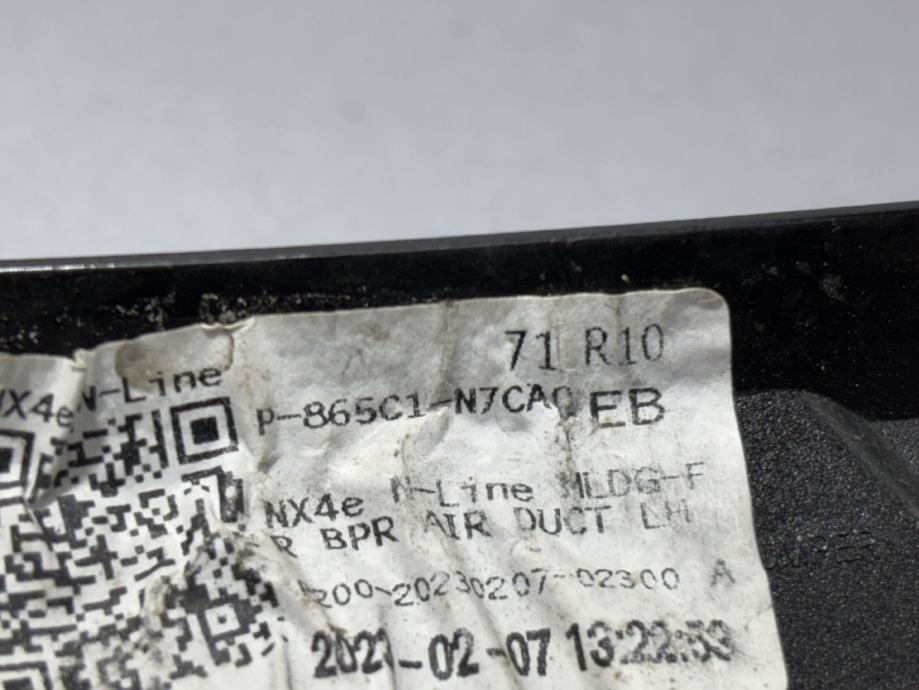 71 R10
NX4e N-Line
P-865C1-N7CA0 EB
NX4e N-Line MLDG-F
R BPR AIR DUCT LH
200-20230207-02300 A
-02-07 13:22:53